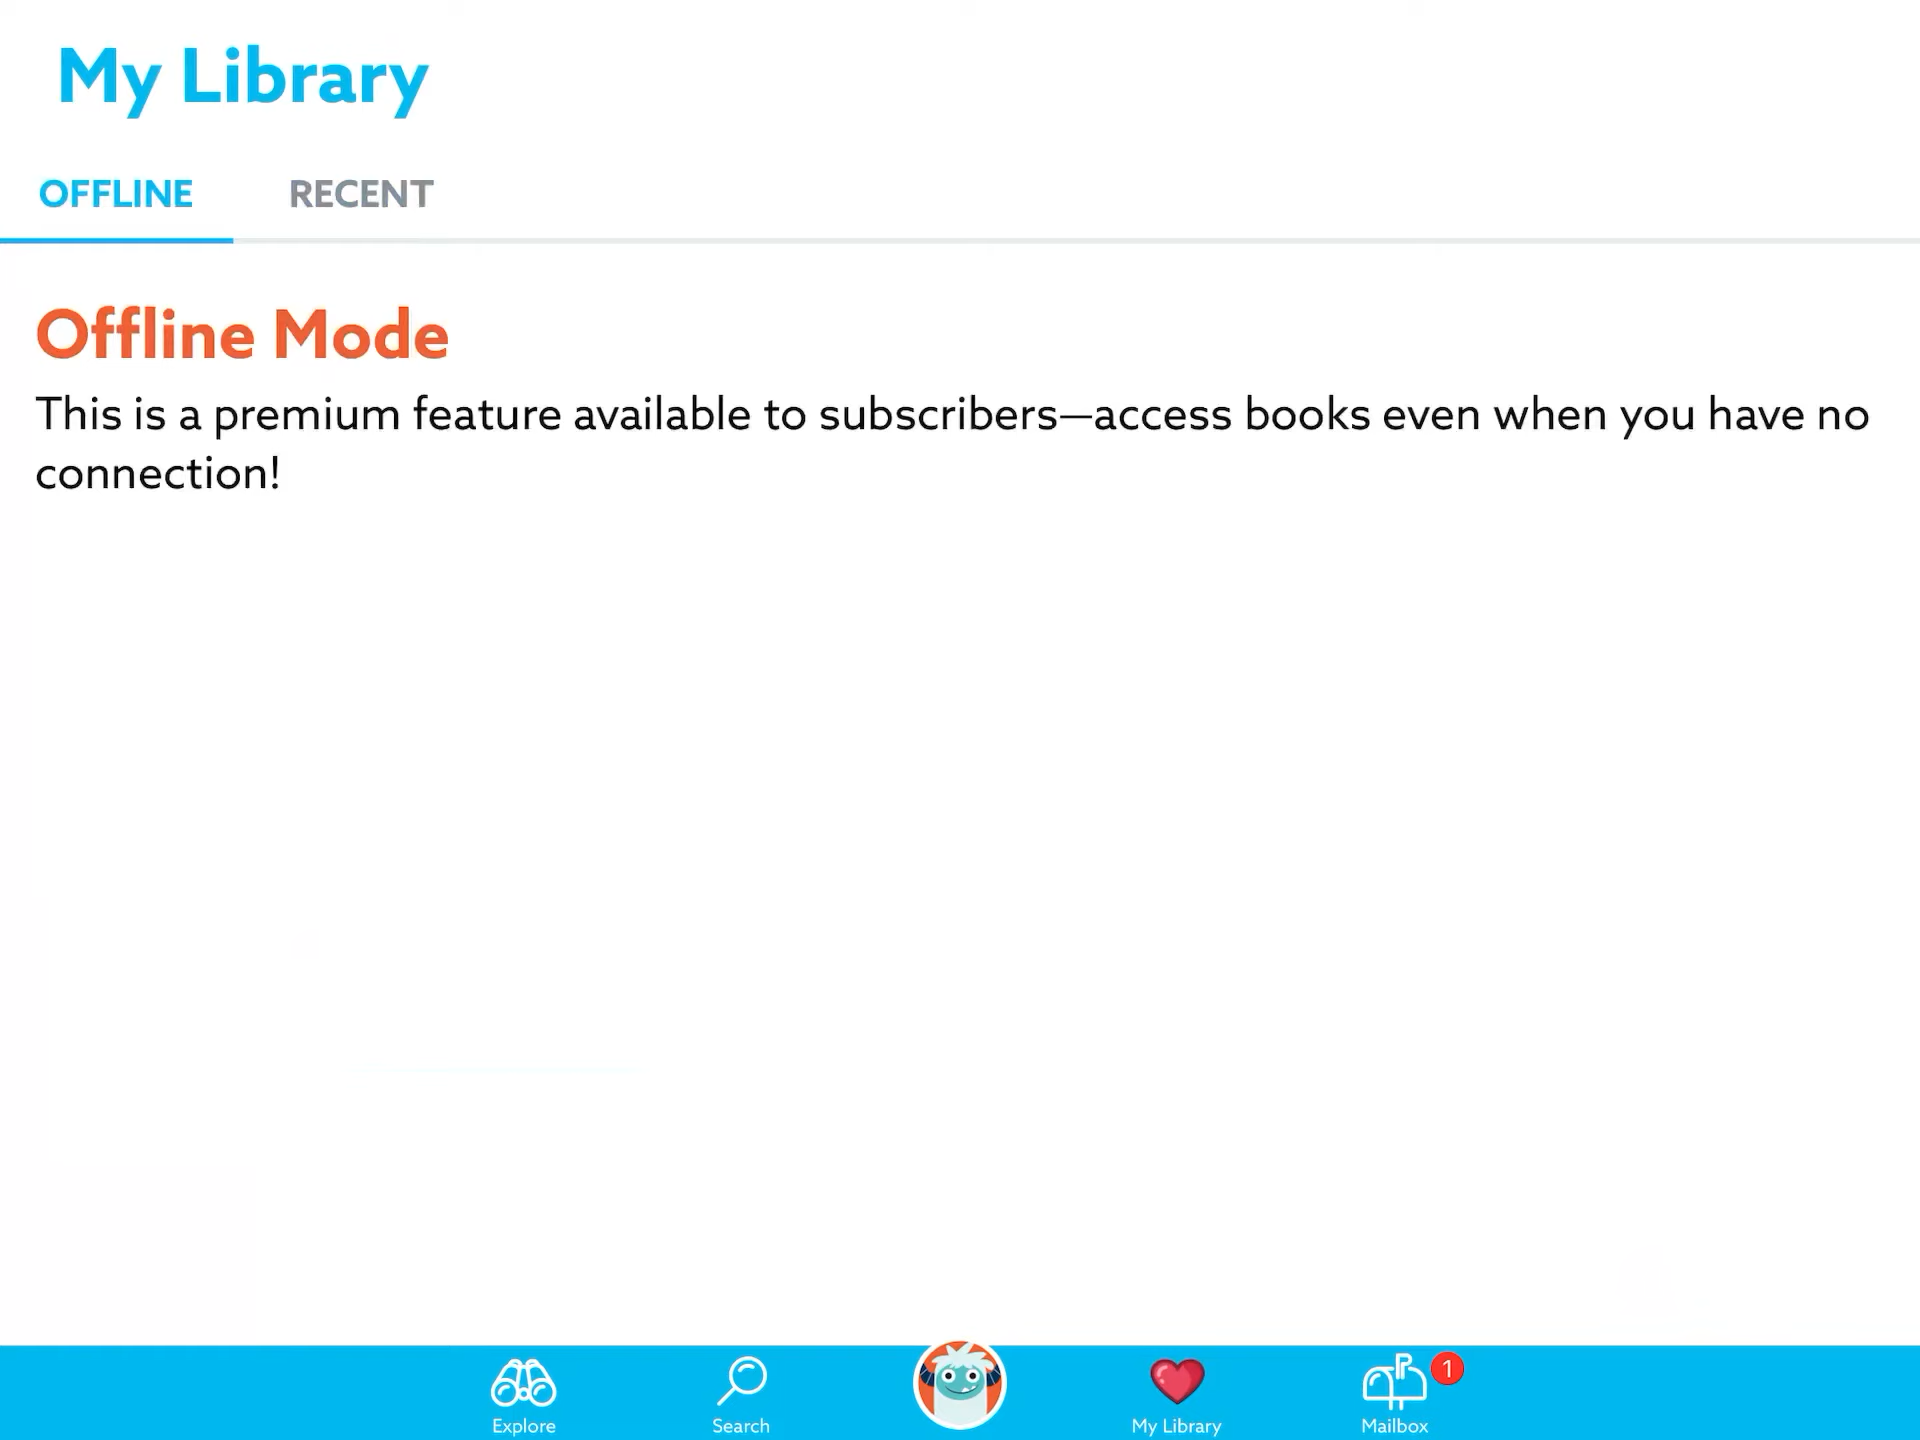 My Library
OFFLINE RECENT
Offline Mode
This is a premium feature available to subscribers—access books even when you have no
connection!
1
Explore Search My Library Mailbox